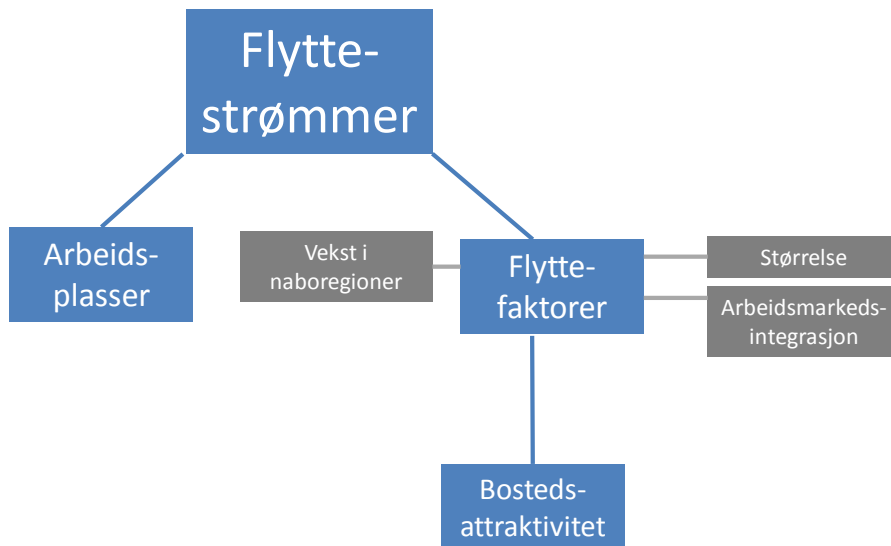 Flytte-
strømmer
Arbeids-
plasser
Vekst i
naboregioner
Flytte-
faktorer
Størrelse
Arbeidsmarkeds-
integrasjon
Bosteds-
attraktivitet